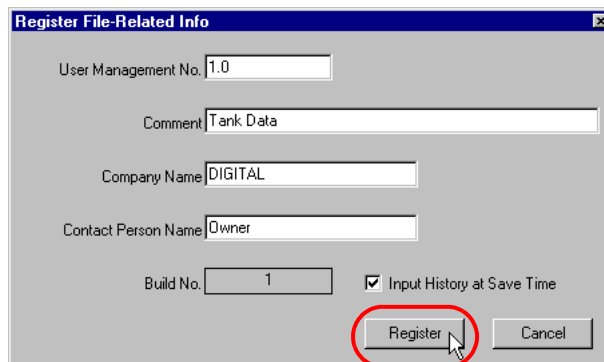 Register File-Related Info
User Management No. 1.0
Comment Tank Data
Company Name DIGITAL
Contact Person Name Owner
Build No. 1 Input History at Save Time
Register Cancel